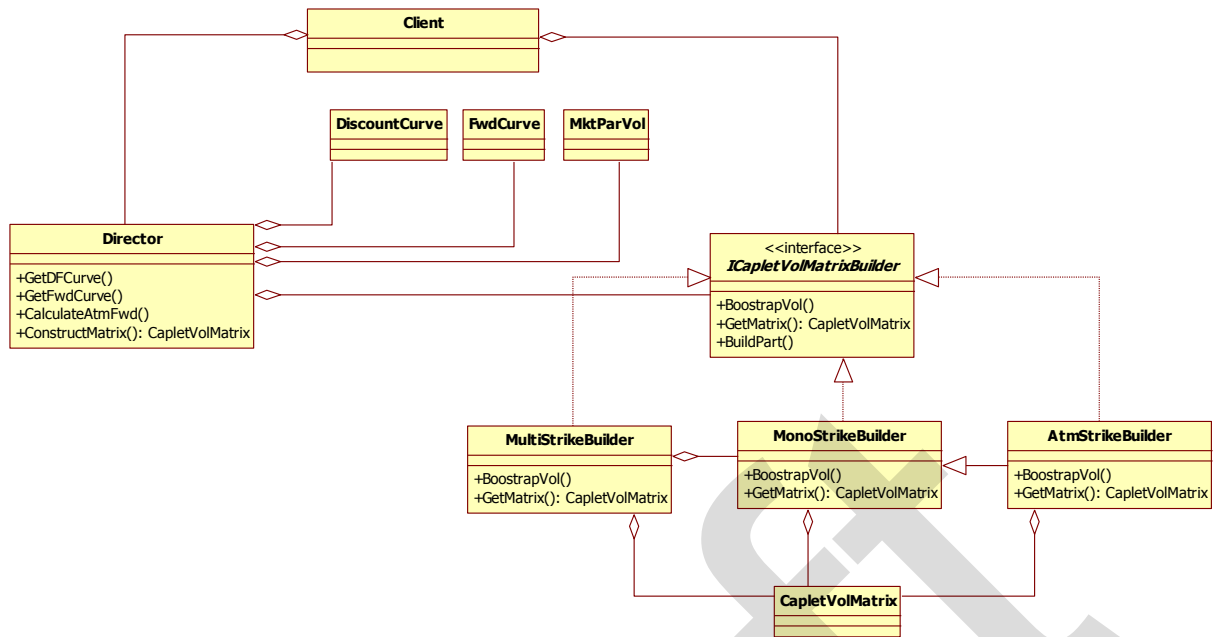 Client
DiscountCurve
FwdCurve
MktParVol
Director
+GetDFCurve()
+GetFwdCurve()
+CalculateAtmFwd()
+ConstructMatrix(): CapletVolMatrix
<<interface>>
ICapletVolMatrixBuilder
+BoostrapVol()
+GetMatrix(): CapletVolMatrix
+BuildPart()
MultiStrikeBuilder
+BoostrapVol()
+GetMatrix(): CapletVolMatrix
MonoStrikeBuilder
+BoostrapVol()
+GetMatrix(): CapletVolMatrix
AtmStrikeBuilder
+BoostrapVol()
+GetMatrix(): CapletVolMatrix
CapletVolMatrix
ft